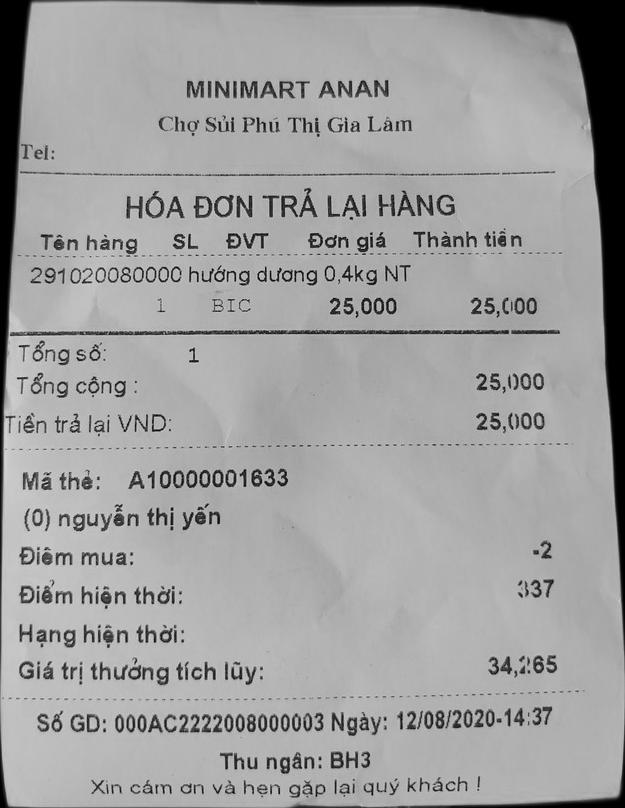 MINIMART ANAN
Chợ Sủi Phú Thị Gia Lâm
Tel:
HÓA ĐƠN TRẢ LẠI HÀNG
Tên hàng SL ĐVT Đơn giá Thành tiền
291020080000 hướng dương 0,4kg NT
1 BIC 25,000 25,000
Tổng số: 1
Tổng cộng : 25,000
Tiền trả lại VND: 25,000
Mã thẻ: A10000001633
(0) nguyễn thị yến
Điểm mua: -2
Điểm hiện thời: 337
Hạng hiện thời:
Giá trị thưởng tích lũy: 34,265
Số GD: 000AC2222008000003 Ngày: 12/08/2020-14:37
Thu ngân: BH3
Xin cám ơn và hẹn gặp lại quý khách !